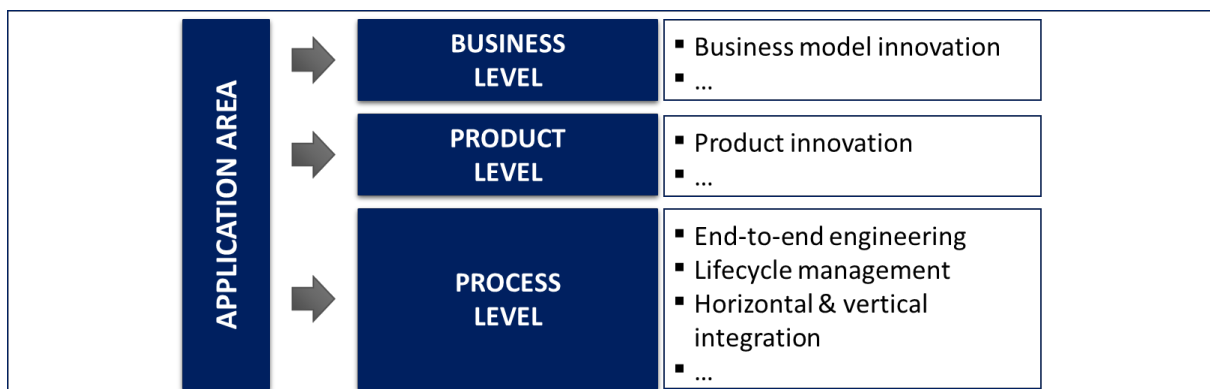 APPLICATION AREA
BUSINESS
LEVEL
▪ Business model innovation
▪ ...
PRODUCT
LEVEL
▪ Product innovation
▪ ...
PROCESS
LEVEL
▪ End-to-end engineering
▪ Lifecycle management
▪ Horizontal & vertical
integration
▪ ...